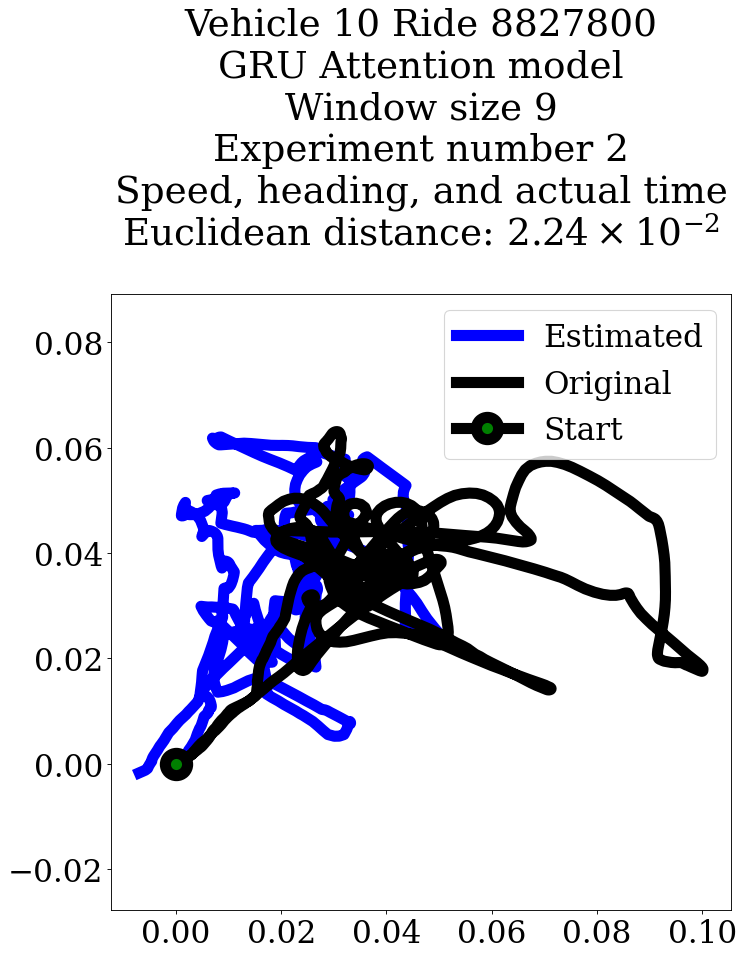 Vehicle 10 Ride 8827800
GRU Attention model
Window size 9
Experiment number 2
Speed, heading, and actual time
Euclidean distance: 2.24 × 10⁻²
Estimated
Original
Start
0.08
0.06
0.04
0.02
0.00
−0.02
0.00 0.02 0.04 0.06 0.08 0.10